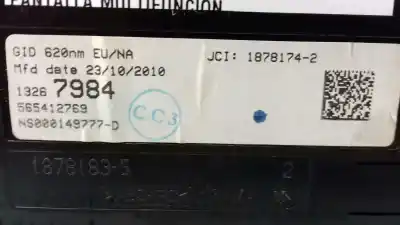 PANTALLA MULTIFUNCION
GID 620nm EU/NA
JCI: 1878174-2
Mfd date 23/10/2010
1326 7984
565412769
NS000149777-D
CC3
1878183-5
2